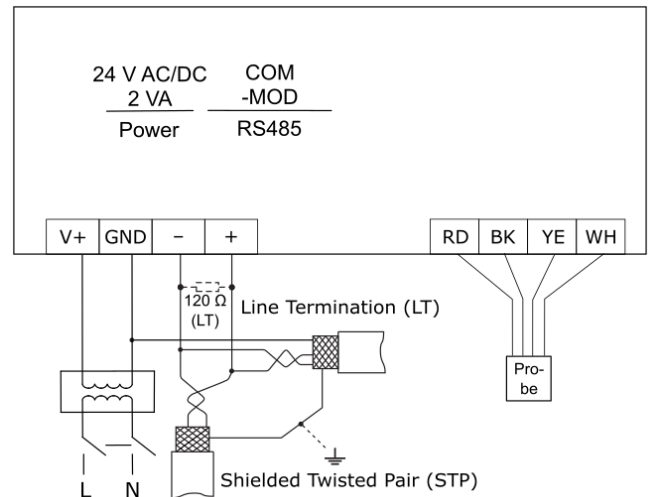 24 V AC/DC
2 VA
Power
COM
-MOD
RS485
V+ GND – +
RD BK YE WH
120 Ω
(LT)
Line Termination (LT)
Pro-
be
Shielded Twisted Pair (STP)
L N